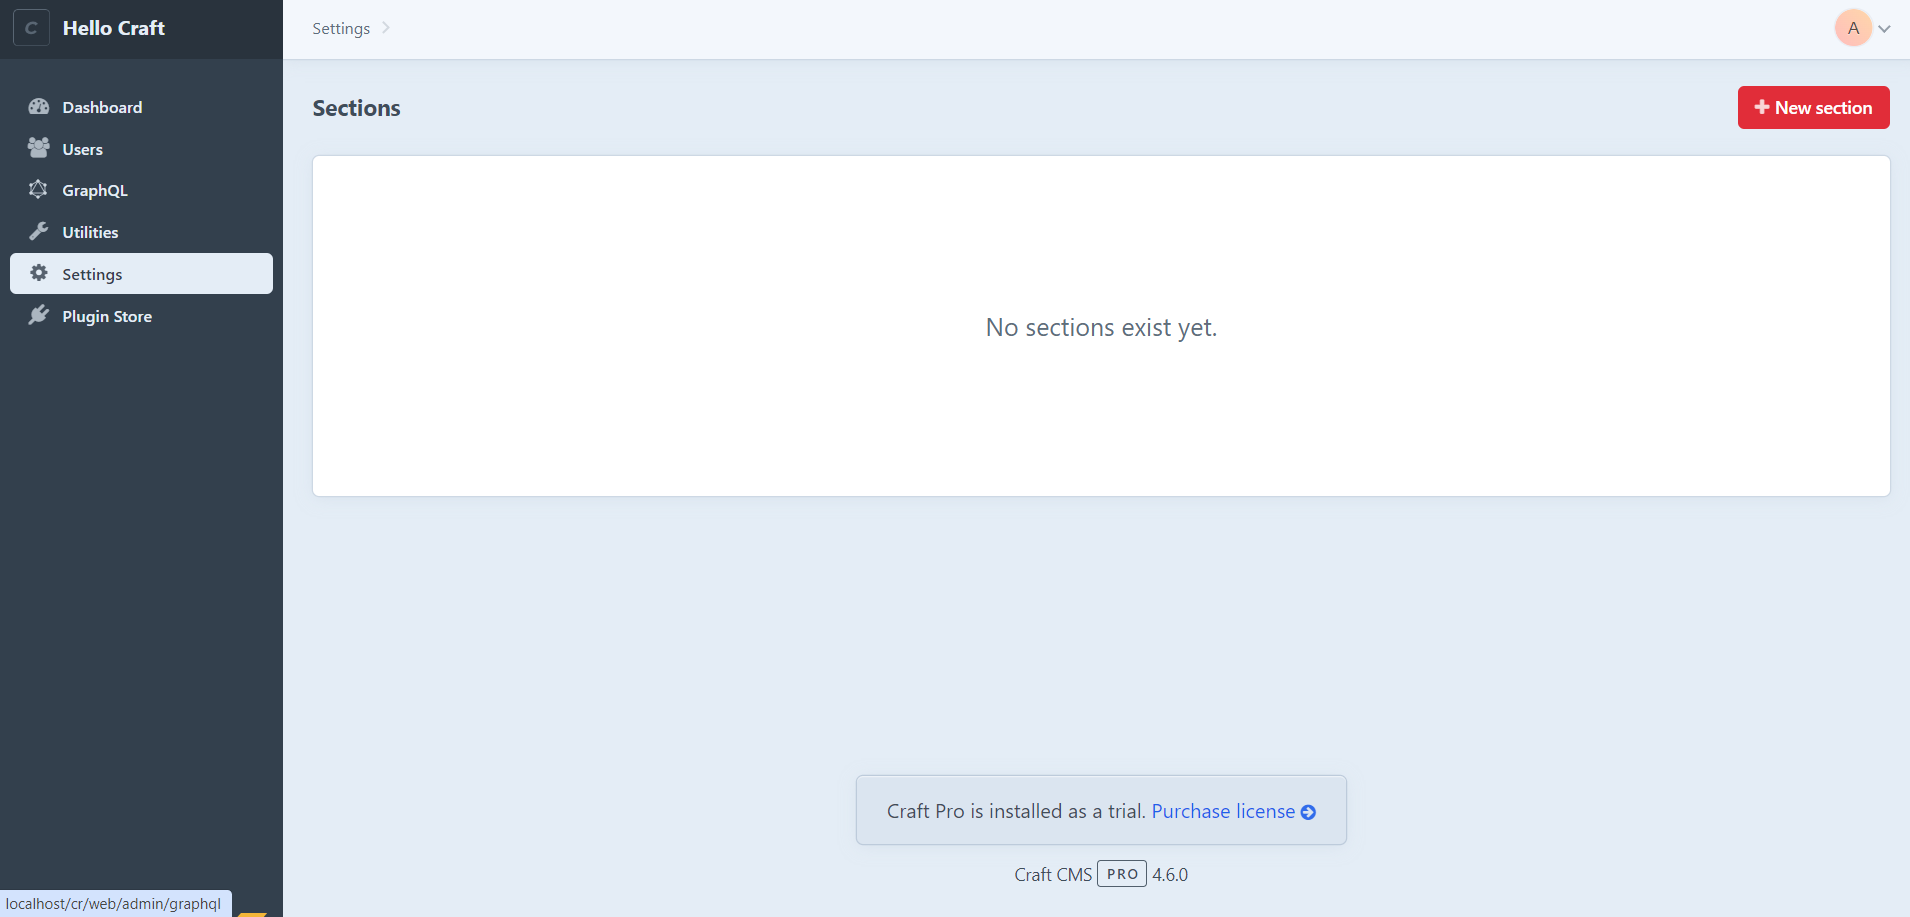 C Hello Craft
Settings
A
Dashboard
Users
GraphQL
Utilities
Settings
Plugin Store
Sections
New section
No sections exist yet.
Craft Pro is installed as a trial. Purchase license
Craft CMS PRO 4.6.0
localhost/cr/web/admin/graphql